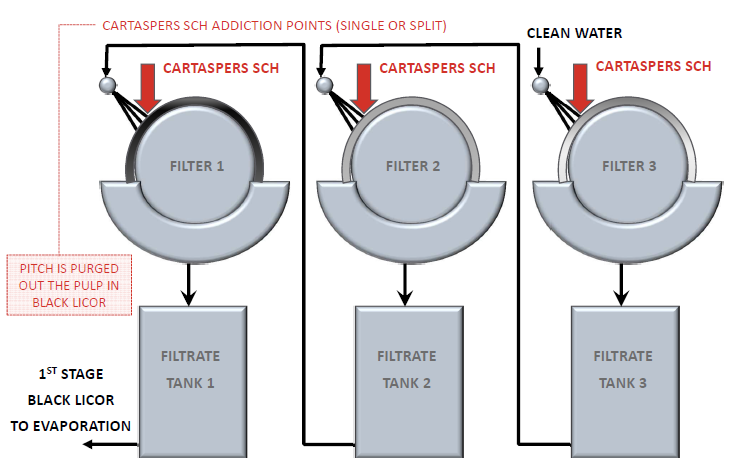 CARTASPERS SCH ADDICTION POINTS (SINGLE OR SPLIT)
CLEAN WATER
CARTASPERS SCH
CARTASPERS SCH
CARTASPERS SCH
FILTER 1
FILTER 2
FILTER 3
PITCH IS PURGED
OUT THE PULP IN
BLACK LICOR
FILTRATE
TANK 1
FILTRATE
TANK 2
FILTRATE
TANK 3
1ST STAGE
BLACK LICOR
TO EVAPORATION